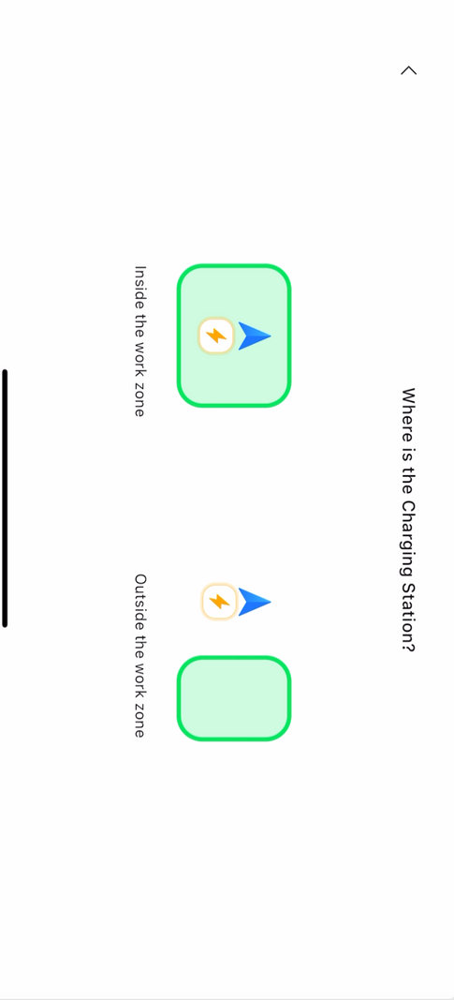 Where is the Charging Station?
Inside the work zone
Outside the work zone